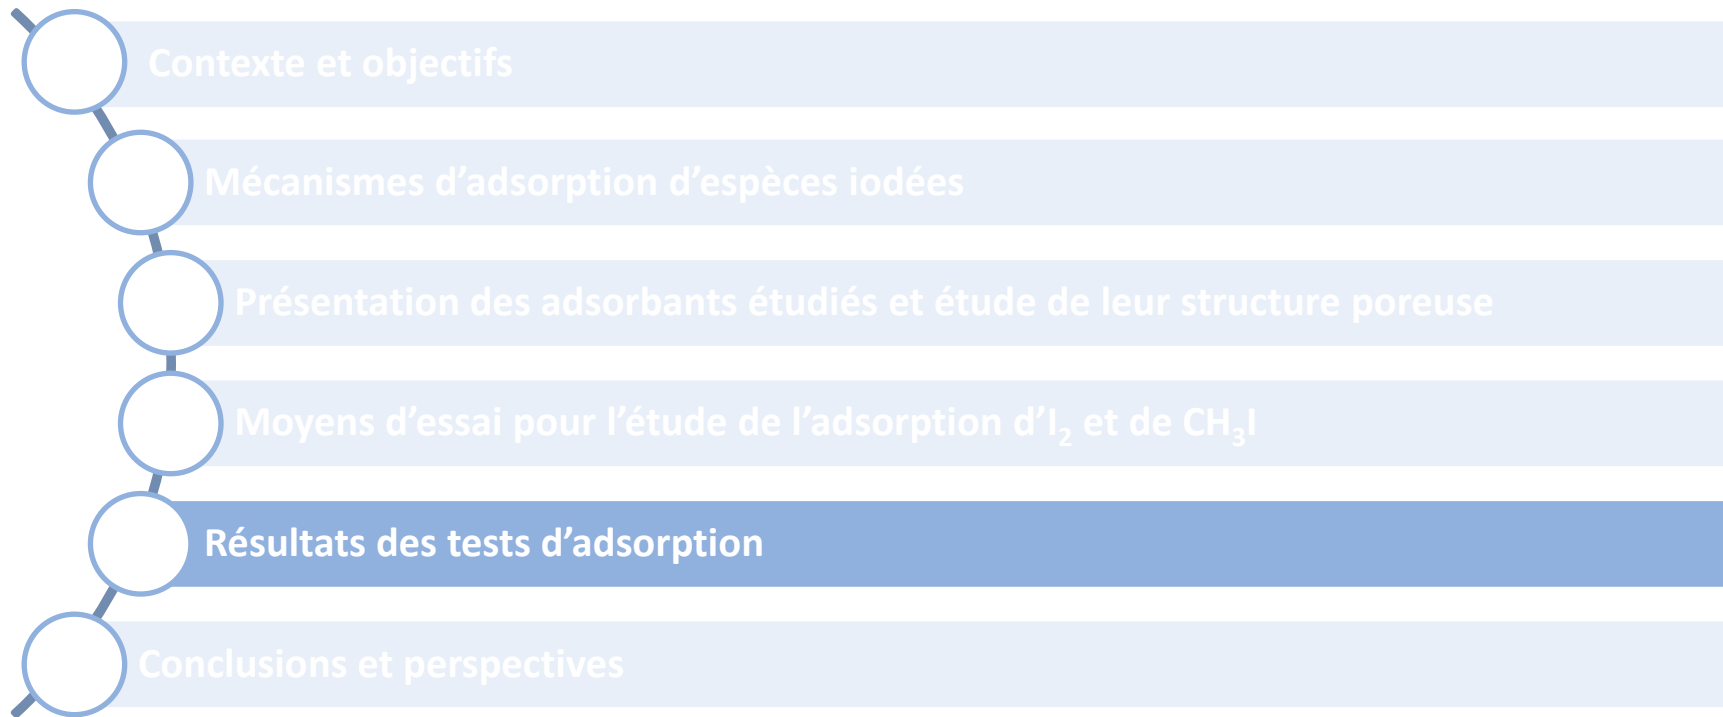 Contexte et objectifs
Mécanismes d’adsorption d’espèces iodées
Présentation des adsorbants étudiés et étude de leur structure poreuse
Moyens d’essai pour l’étude de l’adsorption d’I₂ et de CH₃I
Résultats des tests d’adsorption
Conclusions et perspectives